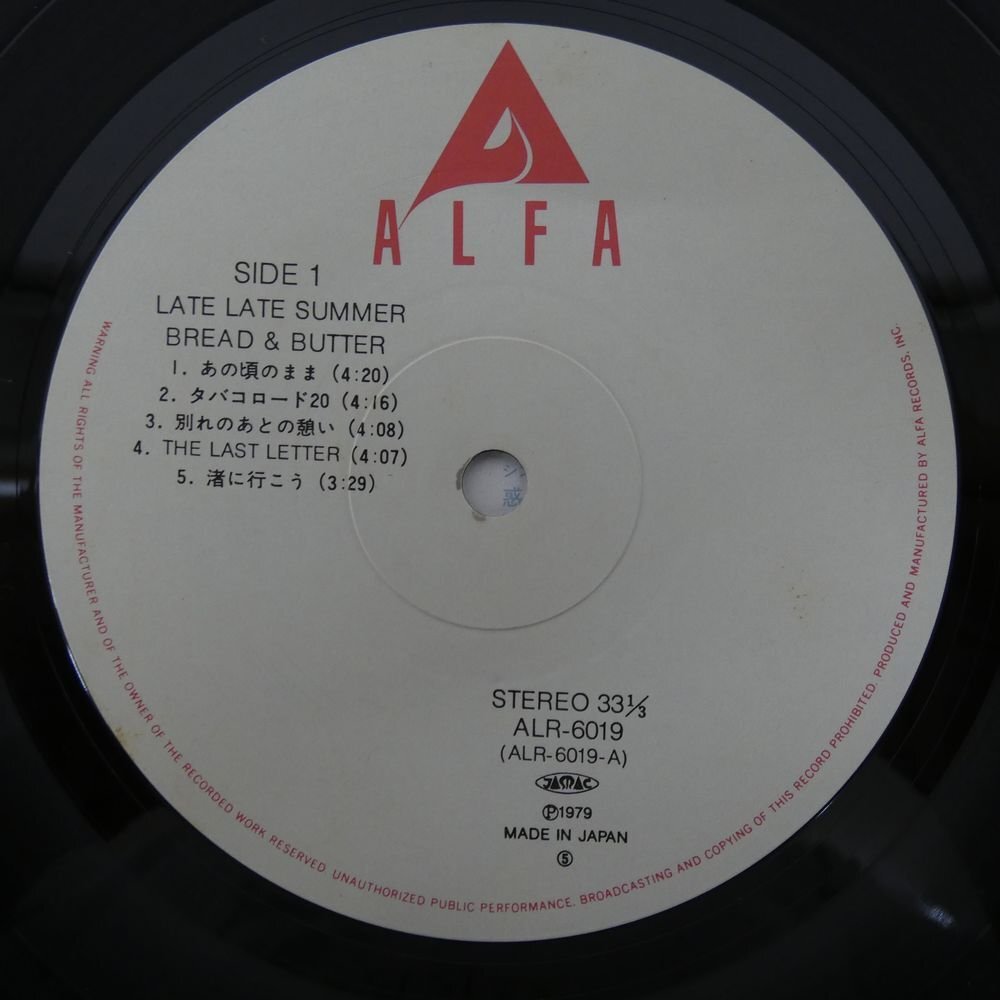 ALFA
SIDE 1
LATE LATE SUMMER
BREAD & BUTTER
1. あの頃のまま (4:20)
2. タバコロード20 (4:16)
3. 別れのあとの憩い (4:08)
4. THE LAST LETTER (4:07)
5. 渚に行こう (3:29)
シ
惑
STEREO 33⅓
ALR-6019
(ALR-6019-A)
JASRAC
Ⓟ1979
MADE IN JAPAN
⑤
WARNING ALL RIGHTS OF THE MANUFACTURER AND OF THE OWNER OF THE RECORDED WORK RESERVED. UNAUTHORIZED PUBLIC PERFORMANCE. BROADCASTING AND COPYING OF THIS RECORD PROHIBITED. PRODUCED AND MANUFACTURED BY ALFA RECORDS, INC.